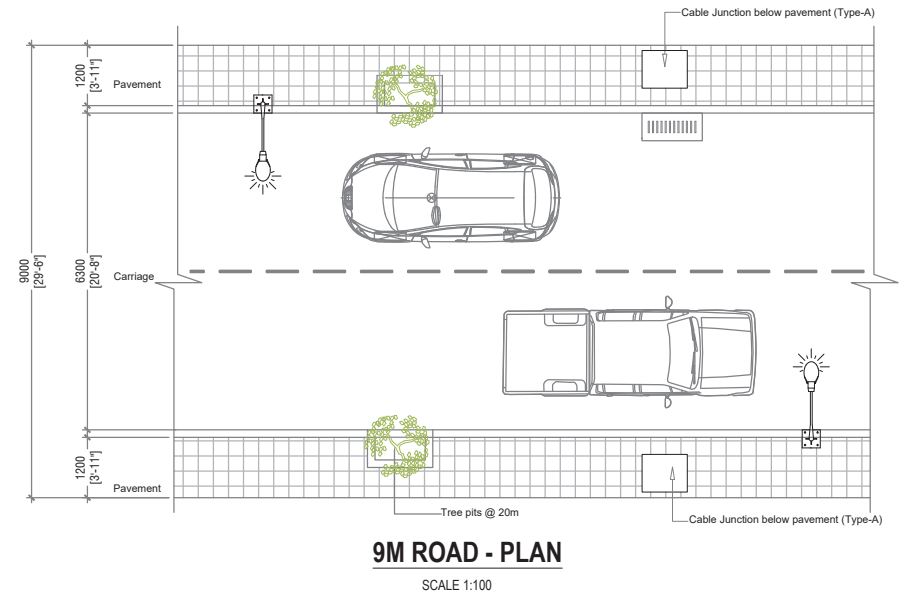 Cable Junction below pavement (Type-A)
1200
[3'-11"]
Pavement
9000
[29'-6"]
6300
[20'-8"]
Carriage
1200
[3'-11"]
Pavement
Tree pits @ 20m
Cable Junction below pavement (Type-A)
9M ROAD - PLAN
SCALE 1:100